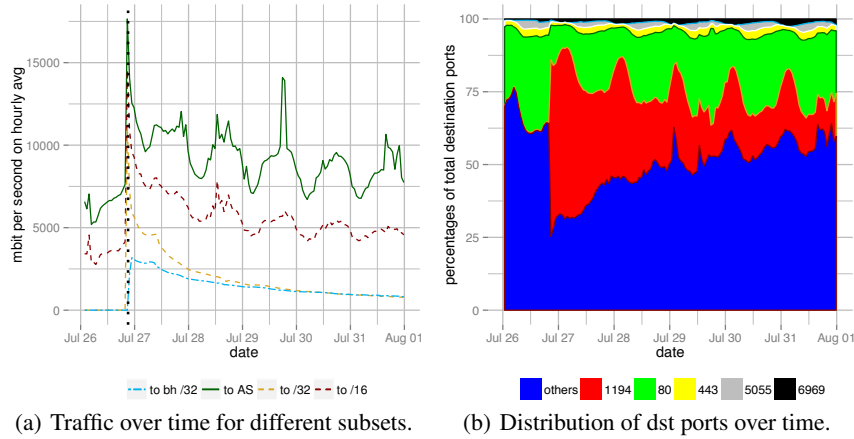 mbit per second on hourly avg
15000
10000
5000
0
Jul 26 Jul 27 Jul 28 Jul 29 Jul 30 Jul 31 Aug 01
date
to bh /32 to AS to /32 to /16
(a) Traffic over time for different subsets.
percentages of total destination ports
100
75
50
25
0
Jul 26 Jul 27 Jul 28 Jul 29 Jul 30 Jul 31 Aug 01
date
others 1194 80 443 5055 6969
(b) Distribution of dst ports over time.